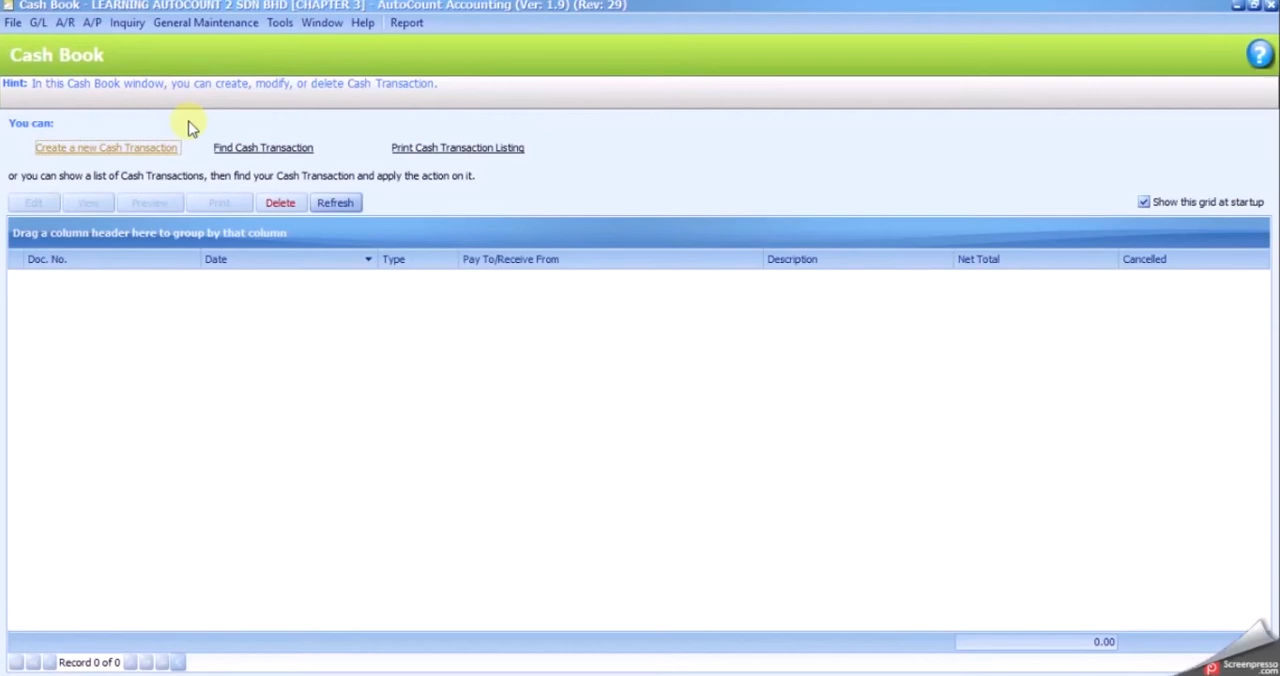 Cash Book - LEARNING AUTOCOUNT 2 SDN BHD [CHAPTER 3] - AutoCount Accounting (Ver: 1.9) (Rev: 29)
File G/L A/R A/P Inquiry General Maintenance Tools Window Help Report
Cash Book
?
Hint: In this Cash Book window, you can create, modify, or delete Cash Transaction.
You can:
Create a new Cash Transaction Find Cash Transaction Print Cash Transaction Listing
or you can show a list of Cash Transactions, then find your Cash Transaction and apply the action on it.
Edit View Preview Print Delete Refresh Show this grid at startup
Drag a column header here to group by that column
Doc. No. Date Type Pay To/Receive From Description Net Total Cancelled
0.00
Record 0 of 0
Screenpresso
.com